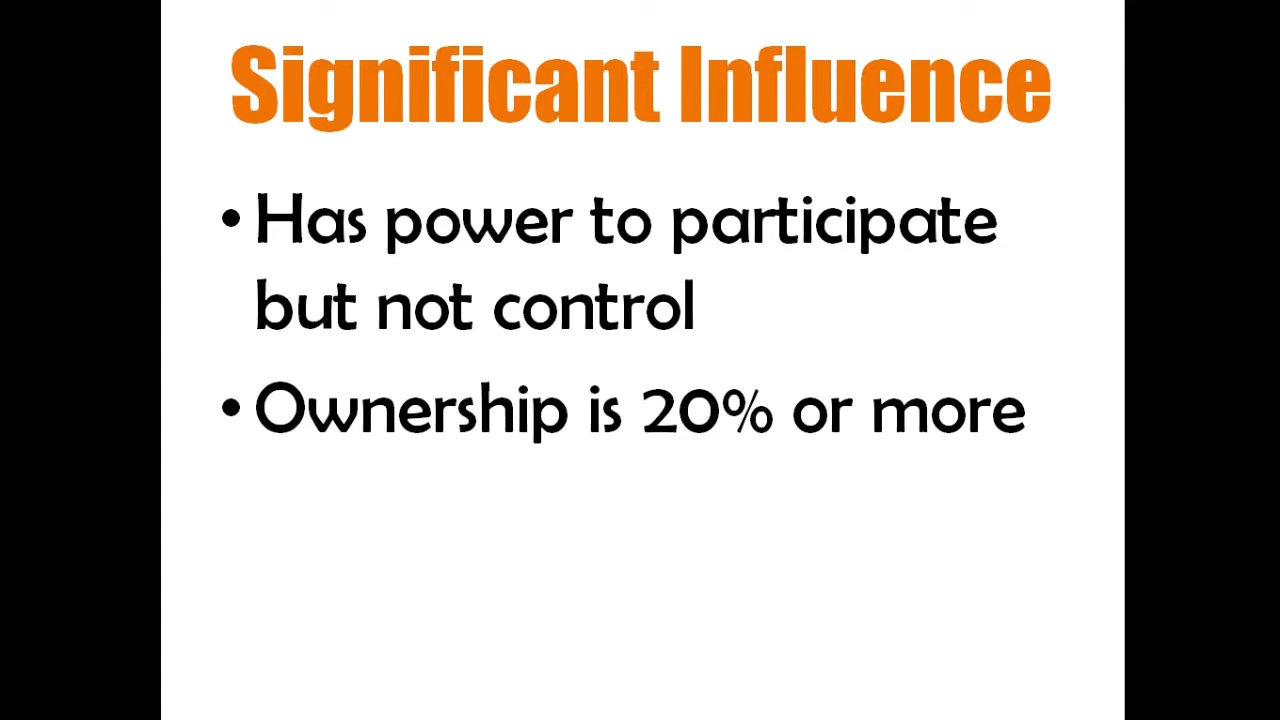 Significant Influence
• Has power to participate
but not control
• Ownership is 20% or more